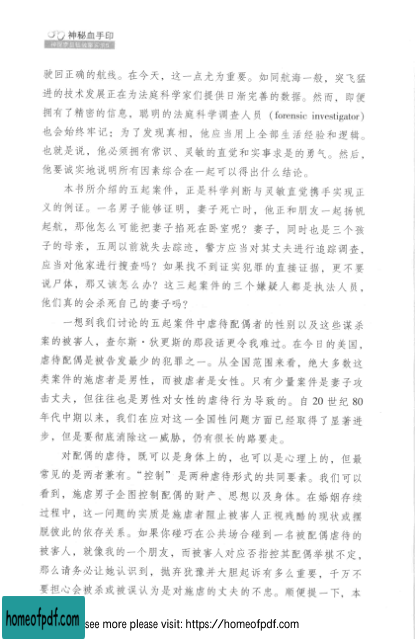 神秘血手印
驶回正确的航线。在今天，这一点尤为重要。如同航海一般，突飞猛
进的技术发展正在为法庭科学家们提供日渐完善的数据。然而，即便
拥有了精密的信息，聪明的法庭科学调查人员（forensic investigator）
也会始终牢记：为了发现真相，他应当用上全部生活经验和逻辑。
也就是说，他必须拥有常识、灵敏的直觉和实事求是的勇气。然后，
他要诚实地说明所有因素综合在一起可以得出什么结论。
本书所介绍的五起案件，正是科学判断与灵敏直觉携手实现正
义的例证。一名男子能够证明，妻子死亡时，他正和朋友一起扬帆
起航，那他怎么可能把妻子掐死在卧室呢？妻子，同时也是三个孩
子的母亲，五周以前就失去踪迹，警方应当对其丈夫进行追踪调查，
应当对他家进行搜查吗？如果找不到证实犯罪的直接证据，更不要
说尸体，那又该怎么办？这三起案件的三个嫌疑人都是执法人员，
他们真的会杀死自己的妻子吗？
一想到我们讨论的五起案件中虐待配偶者的性别以及这些谋杀
案的被害人，查尔斯·狄更斯的那段话更令我难过。在今日的美国，
虐待配偶是被告发最少的犯罪之一。从全国范围来看，绝大多数这
类案件的施虐者是男性，而被虐者是女性。只有少量案件是妻子攻
击丈夫，但往往也是男性对女性的虐待行为导致的。自 20 世纪 80
年代中期以来，我们在应对这一全国性问题方面已经取得了显著进
步，但是要彻底消除这一威胁，仍有很长的路要走。
对配偶的虐待，既可以是身体上的，也可以是心理上的，但最
常见的是两者兼有。“控制”是两种虐待形式的共同要素。我们可以
看到，施虐男子企图控制配偶的财产、思想以及身体。在婚姻存续
过程中，这一问题的实质是施虐者阻止被害人正视残酷的现状或摆
脱彼此的依存关系。如果你碰巧在公共场合碰到一名被配偶虐待的
被害人，就像我的一个朋友，而被害人对应否指控其配偶举棋不定，
那么请务必让她认识到，抛弃犹豫并大胆起诉有多么重要，千万不
要担心会被杀或被误认为是对施虐的丈夫的不忠。顺便提一下，本
homeofpdf.com
see more please visit: https://homeofpdf.com